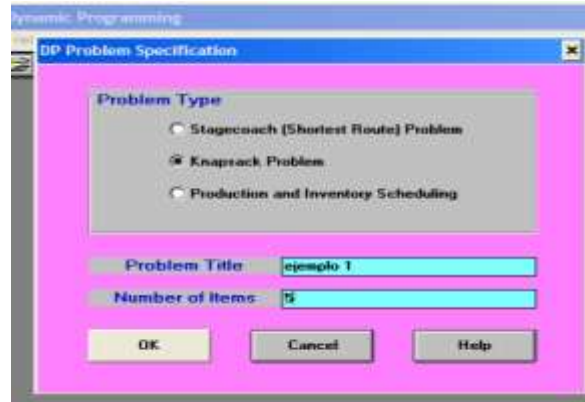 Dynamic Programming
DP Problem Specification
Problem Type
Stagecoach (Shortest Route) Problem
Knapsack Problem
Production and Inventory Scheduling
Problem Title
ejemplo 1
Number of Items
5
OK
Cancel
Help